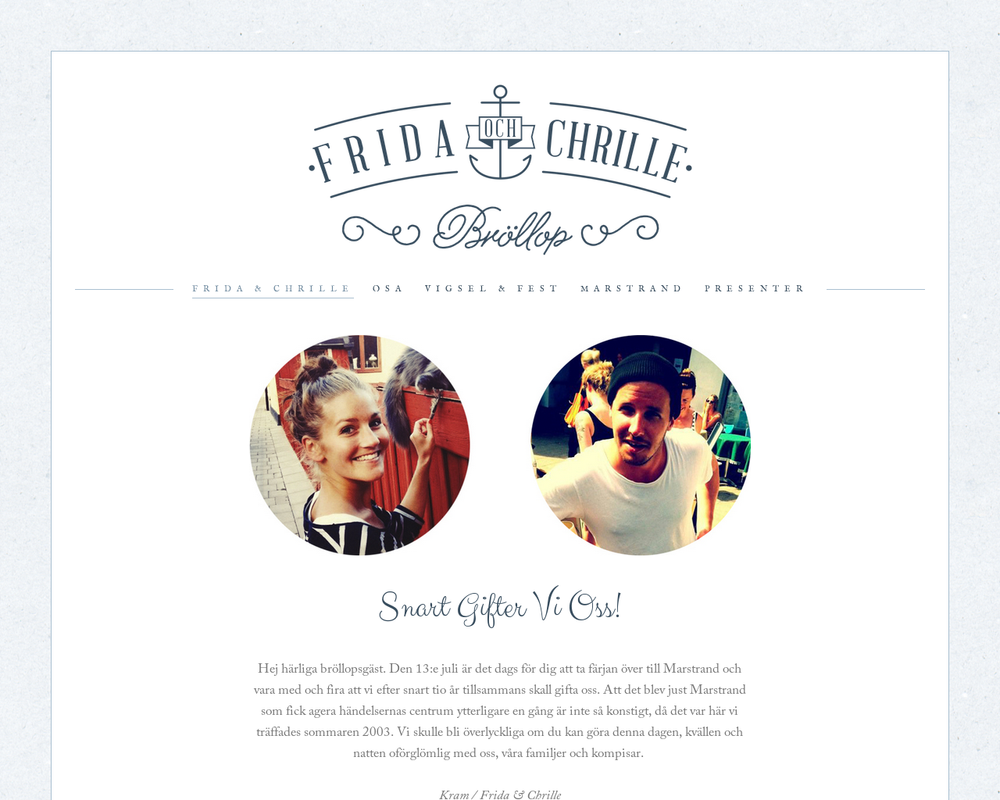 FRIDA OCH CHRILLE
Bröllop
FRIDA & CHRILLE OSA VIGSEL & FEST MARSTRAND PRESENTER
Snart Gifter Vi Oss!
Hej härliga bröllopsgäst. Den 13:e juli är det dags för dig att ta färjan över till Marstrand och
vara med och fira att vi efter snart tio år tillsammans skall gifta oss. Att det blev just Marstrand
som fick agera händelsernas centrum ytterligare en gång är inte så konstigt, då det var här vi
träffades sommaren 2003. Vi skulle bli överlyckliga om du kan göra denna dagen, kvällen och
natten oförglömlig med oss, våra familjer och kompisar.
Kram / Frida & Chrille